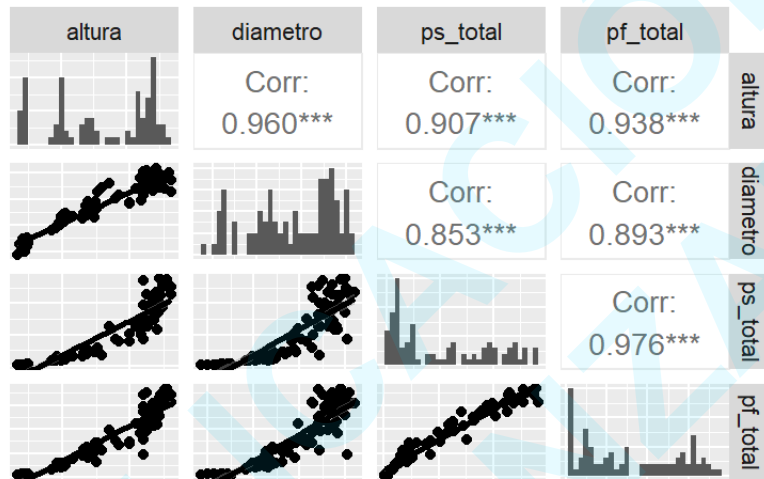 altura diametro ps_total pf_total
Corr: Corr: Corr:
0.960*** 0.907*** 0.938***
altura
Corr: Corr:
0.853*** 0.893***
diametro
Corr:
0.976***
ps_total
pf_total